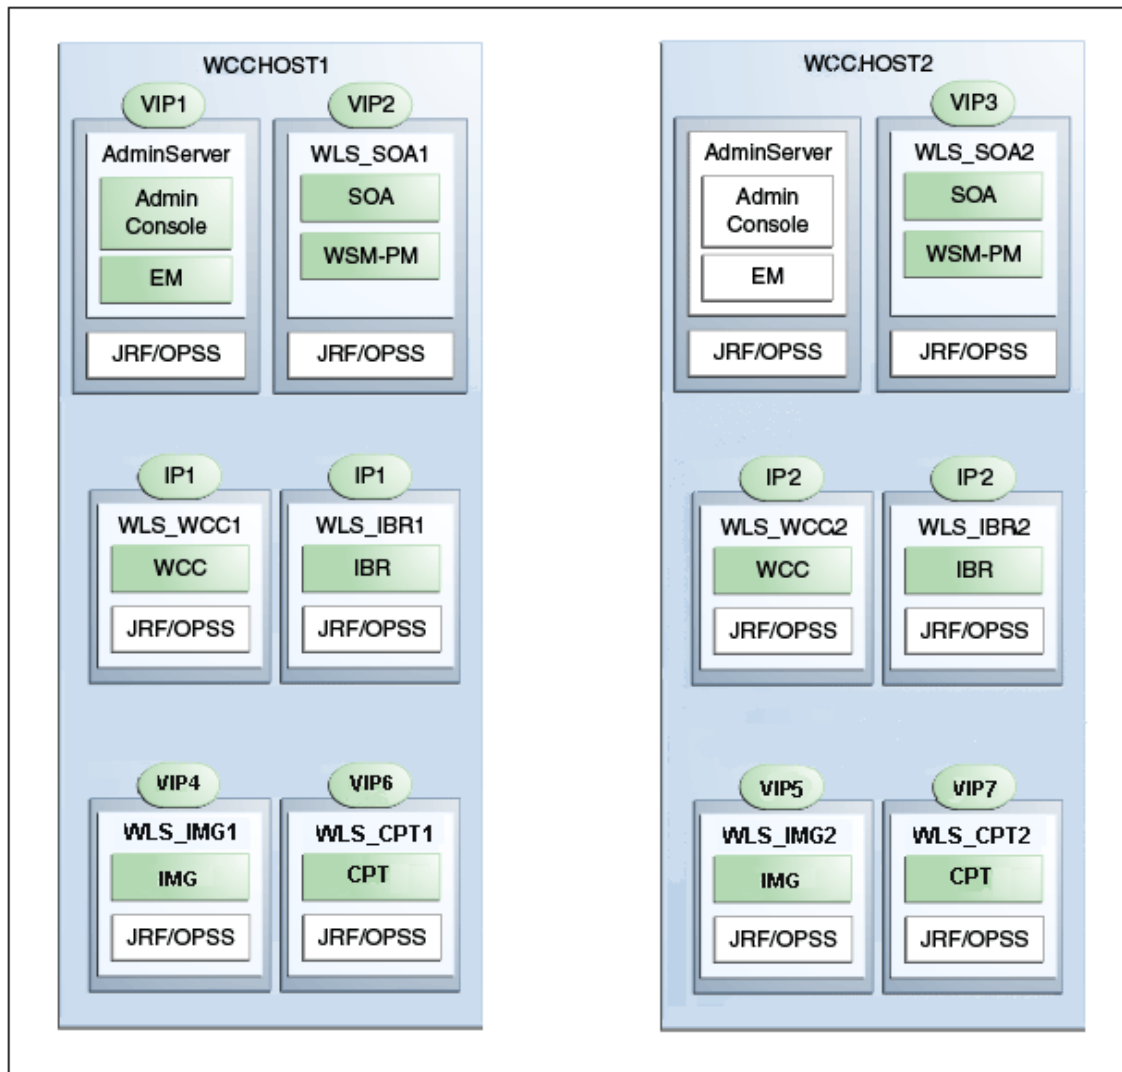 WCCHOST1
VIP1
VIP2
AdminServer
Admin
Console
EM
JRF/OPSS
WLS_SOA1
SOA
WSM-PM
JRF/OPSS
IP1
IP1
WLS_WCC1
WCC
JRF/OPSS
WLS_IBR1
IBR
JRF/OPSS
VIP4
VIP6
WLS_IMG1
IMG
JRF/OPSS
WLS_CPT1
CPT
JRF/OPSS
WCCHOST2
VIP3
AdminServer
Admin
Console
EM
JRF/OPSS
WLS_SOA2
SOA
WSM-PM
JRF/OPSS
IP2
IP2
WLS_WCC2
WCC
JRF/OPSS
WLS_IBR2
IBR
JRF/OPSS
VIP5
VIP7
WLS_IMG2
IMG
JRF/OPSS
WLS_CPT2
CPT
JRF/OPSS